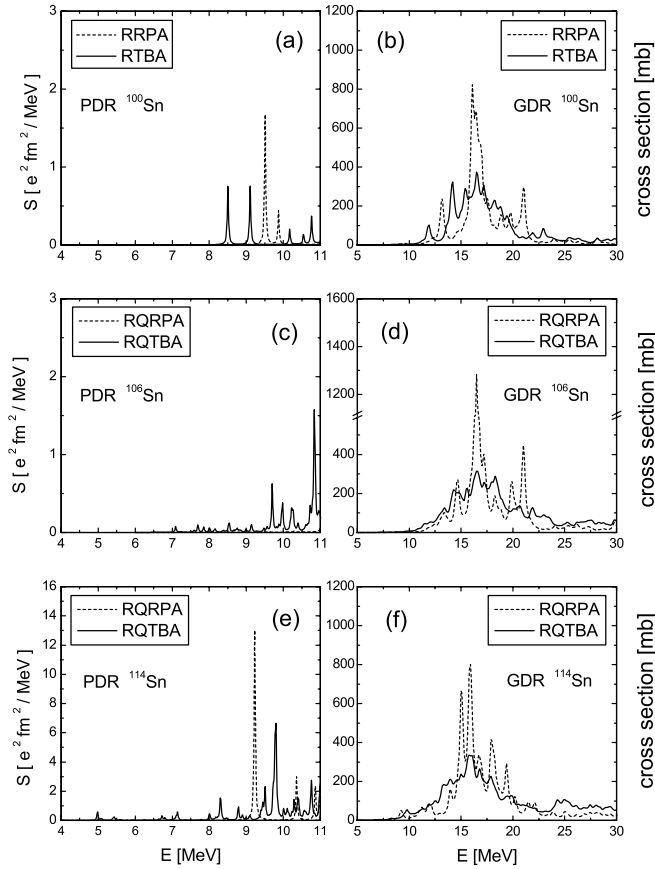 (a)
RRPA
RTBA
PDR ¹⁰⁰Sn
S [ e² fm² / MeV ]
3
2
1
0
4 5 6 7 8 9 10 11
(b)
RRPA
RTBA
GDR ¹⁰⁰Sn
cross section [mb]
1200
1000
800
600
400
200
0
5 10 15 20 25 30
(c)
RQRPA
RQTBA
PDR ¹⁰⁶Sn
S [ e² fm² / MeV ]
3
2
1
0
4 5 6 7 8 9 10 11
(d)
RQRPA
RQTBA
GDR ¹⁰⁶Sn
cross section [mb]
1600
1200
400
200
0
5 10 15 20 25 30
(e)
RQRPA
RQTBA
PDR ¹¹⁴Sn
S [ e² fm² / MeV ]
16
14
12
10
8
6
4
2
0
4 5 6 7 8 9 10 11
E [MeV]
(f)
RQRPA
RQTBA
GDR ¹¹⁴Sn
cross section [mb]
1200
1000
800
600
400
200
0
5 10 15 20 25 30
E [MeV]